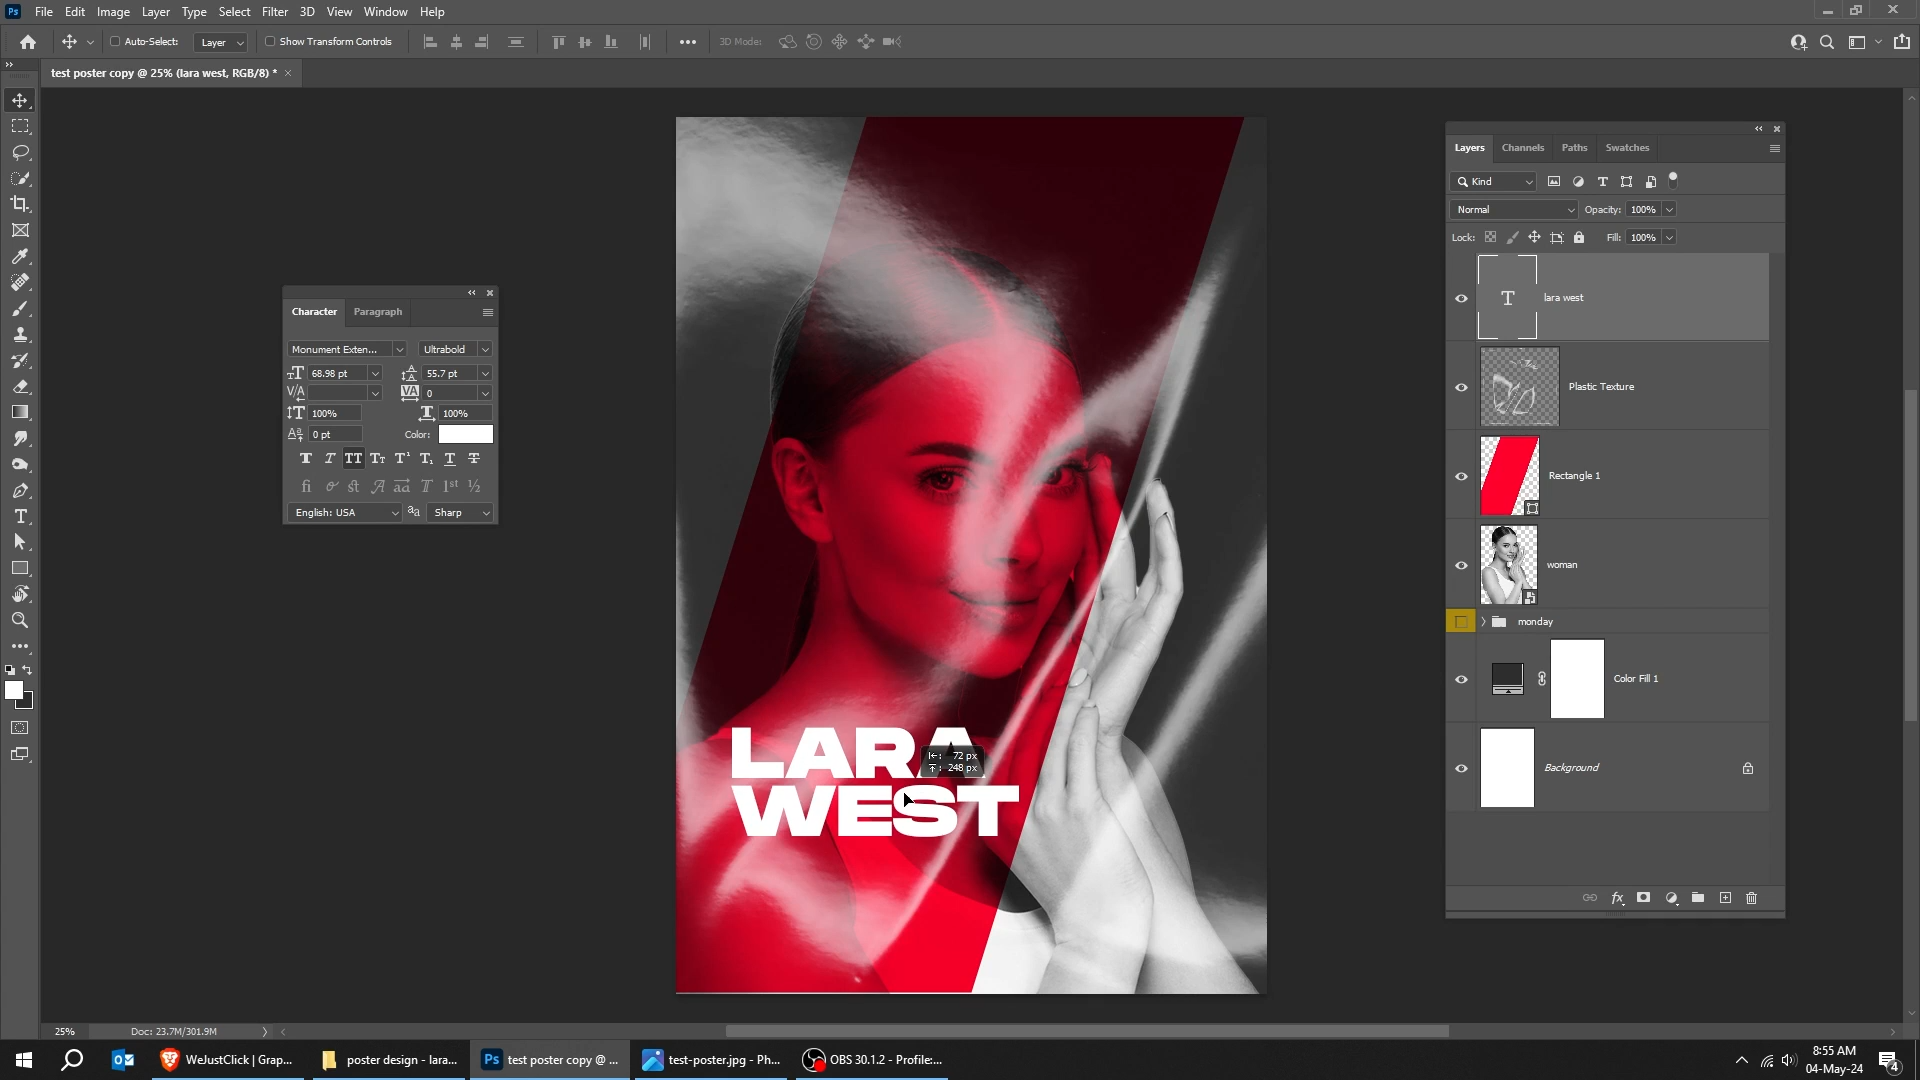 Ps File Edit Image Layer Type Select Filter 3D View Window Help
Auto-Select: Layer Show Transform Controls 3D Mode:
test poster copy @ 25% (lara west, RGB/8) *
Layers Channels Paths Swatches
Kind
Normal Opacity: 100%
Lock: Fill: 100%
lara west
Plastic Texture
Rectangle 1
woman
monday
Color Fill 1
Background
Character Paragraph
Monument Exten... Ultrabold
68.98 pt 55.7 pt
0
100% 100%
0 pt Color:
English: USA Sharp
LARA
WEST
72 px
248 px
25% Doc: 23.7M/301.9M
WeJustClick | Grap... poster design - lara... Ps test poster copy @ ... test-poster.jpg - Ph... OBS 30.1.2 - Profile:...
8:55 AM
04-May-24
4